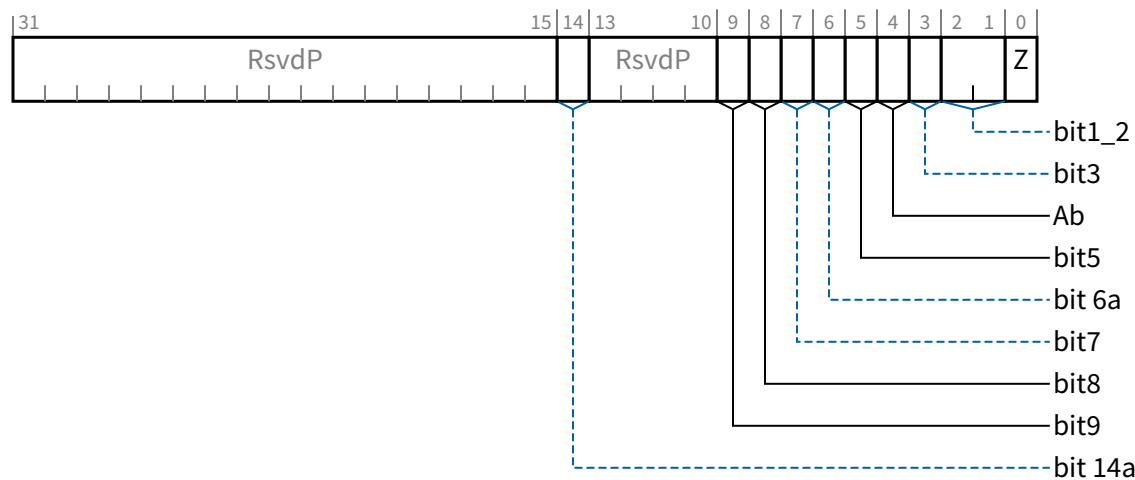 31 15 14 13 10 9 8 7 6 5 4 3 2 1 0
RsvdP RsvdP Z
bit1_2
bit3
Ab
bit5
bit 6a
bit7
bit8
bit9
bit 14a